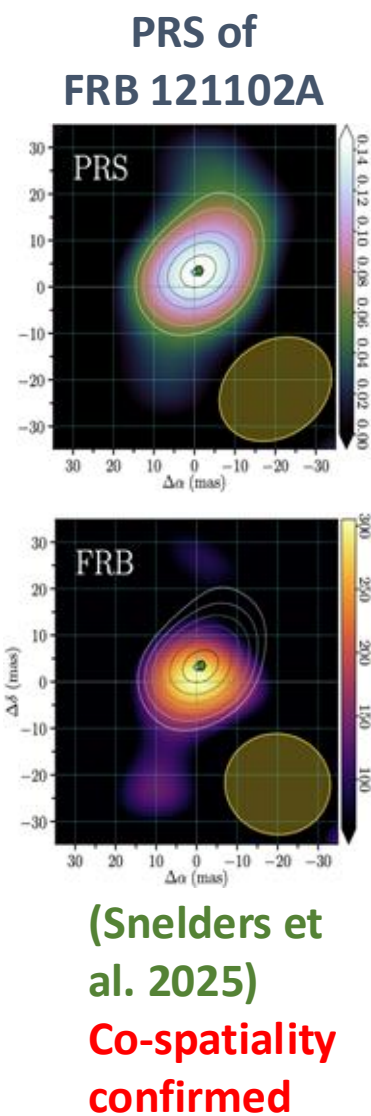 PRS of
FRB 121102A
PRS
30
20
10
0
−10
−20
−30
30 20 10 0 −10 −20 −30
Δα (mas)
0.14
0.12
0.10
0.08
0.06
0.04
0.02
0.00
FRB
30
20
10
0
−10
−20
−30
Δδ (mas)
30 20 10 0 −10 −20 −30
Δα (mas)
300
250
200
150
100
(Snelders et
al. 2025)
Co-spatiality
confirmed